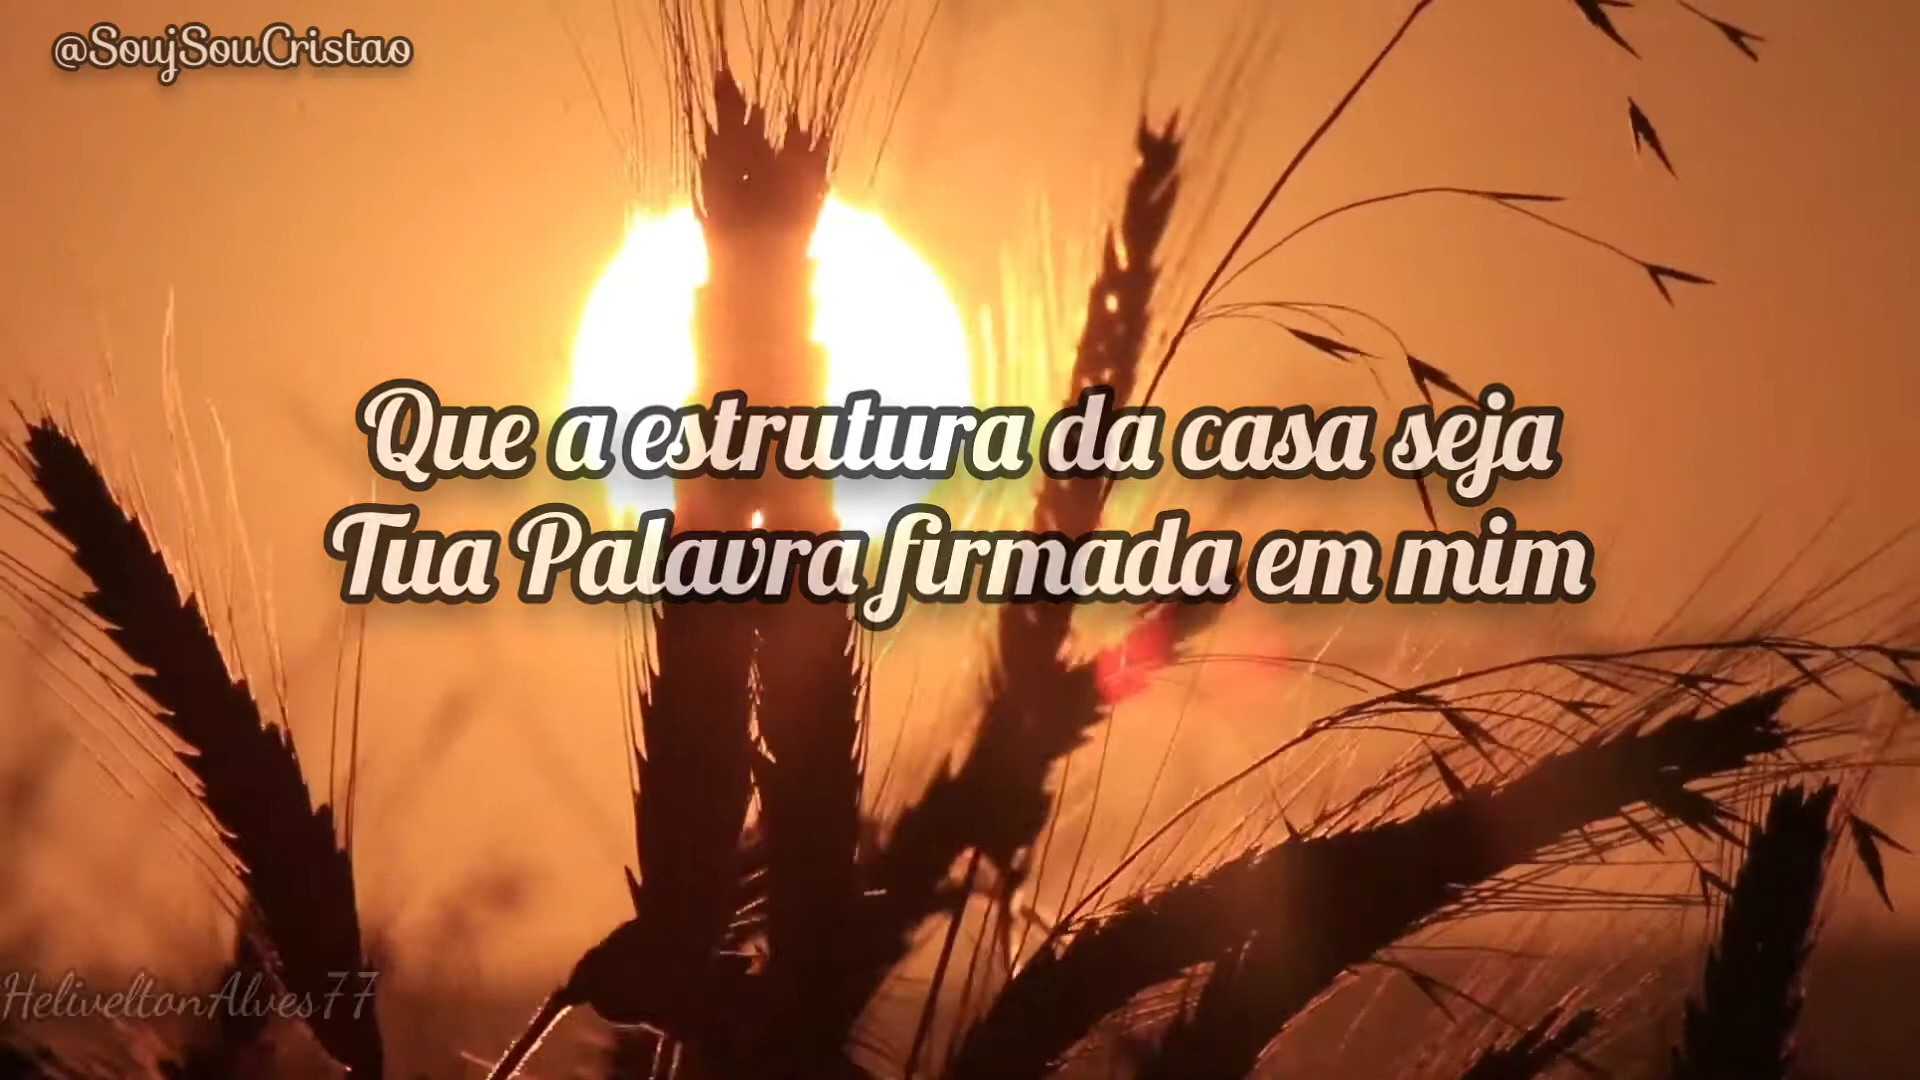 @SoujSouCristao
Que a estrutura da casa seja
Tua Palavra firmada em mim
HeliveltonAlves77